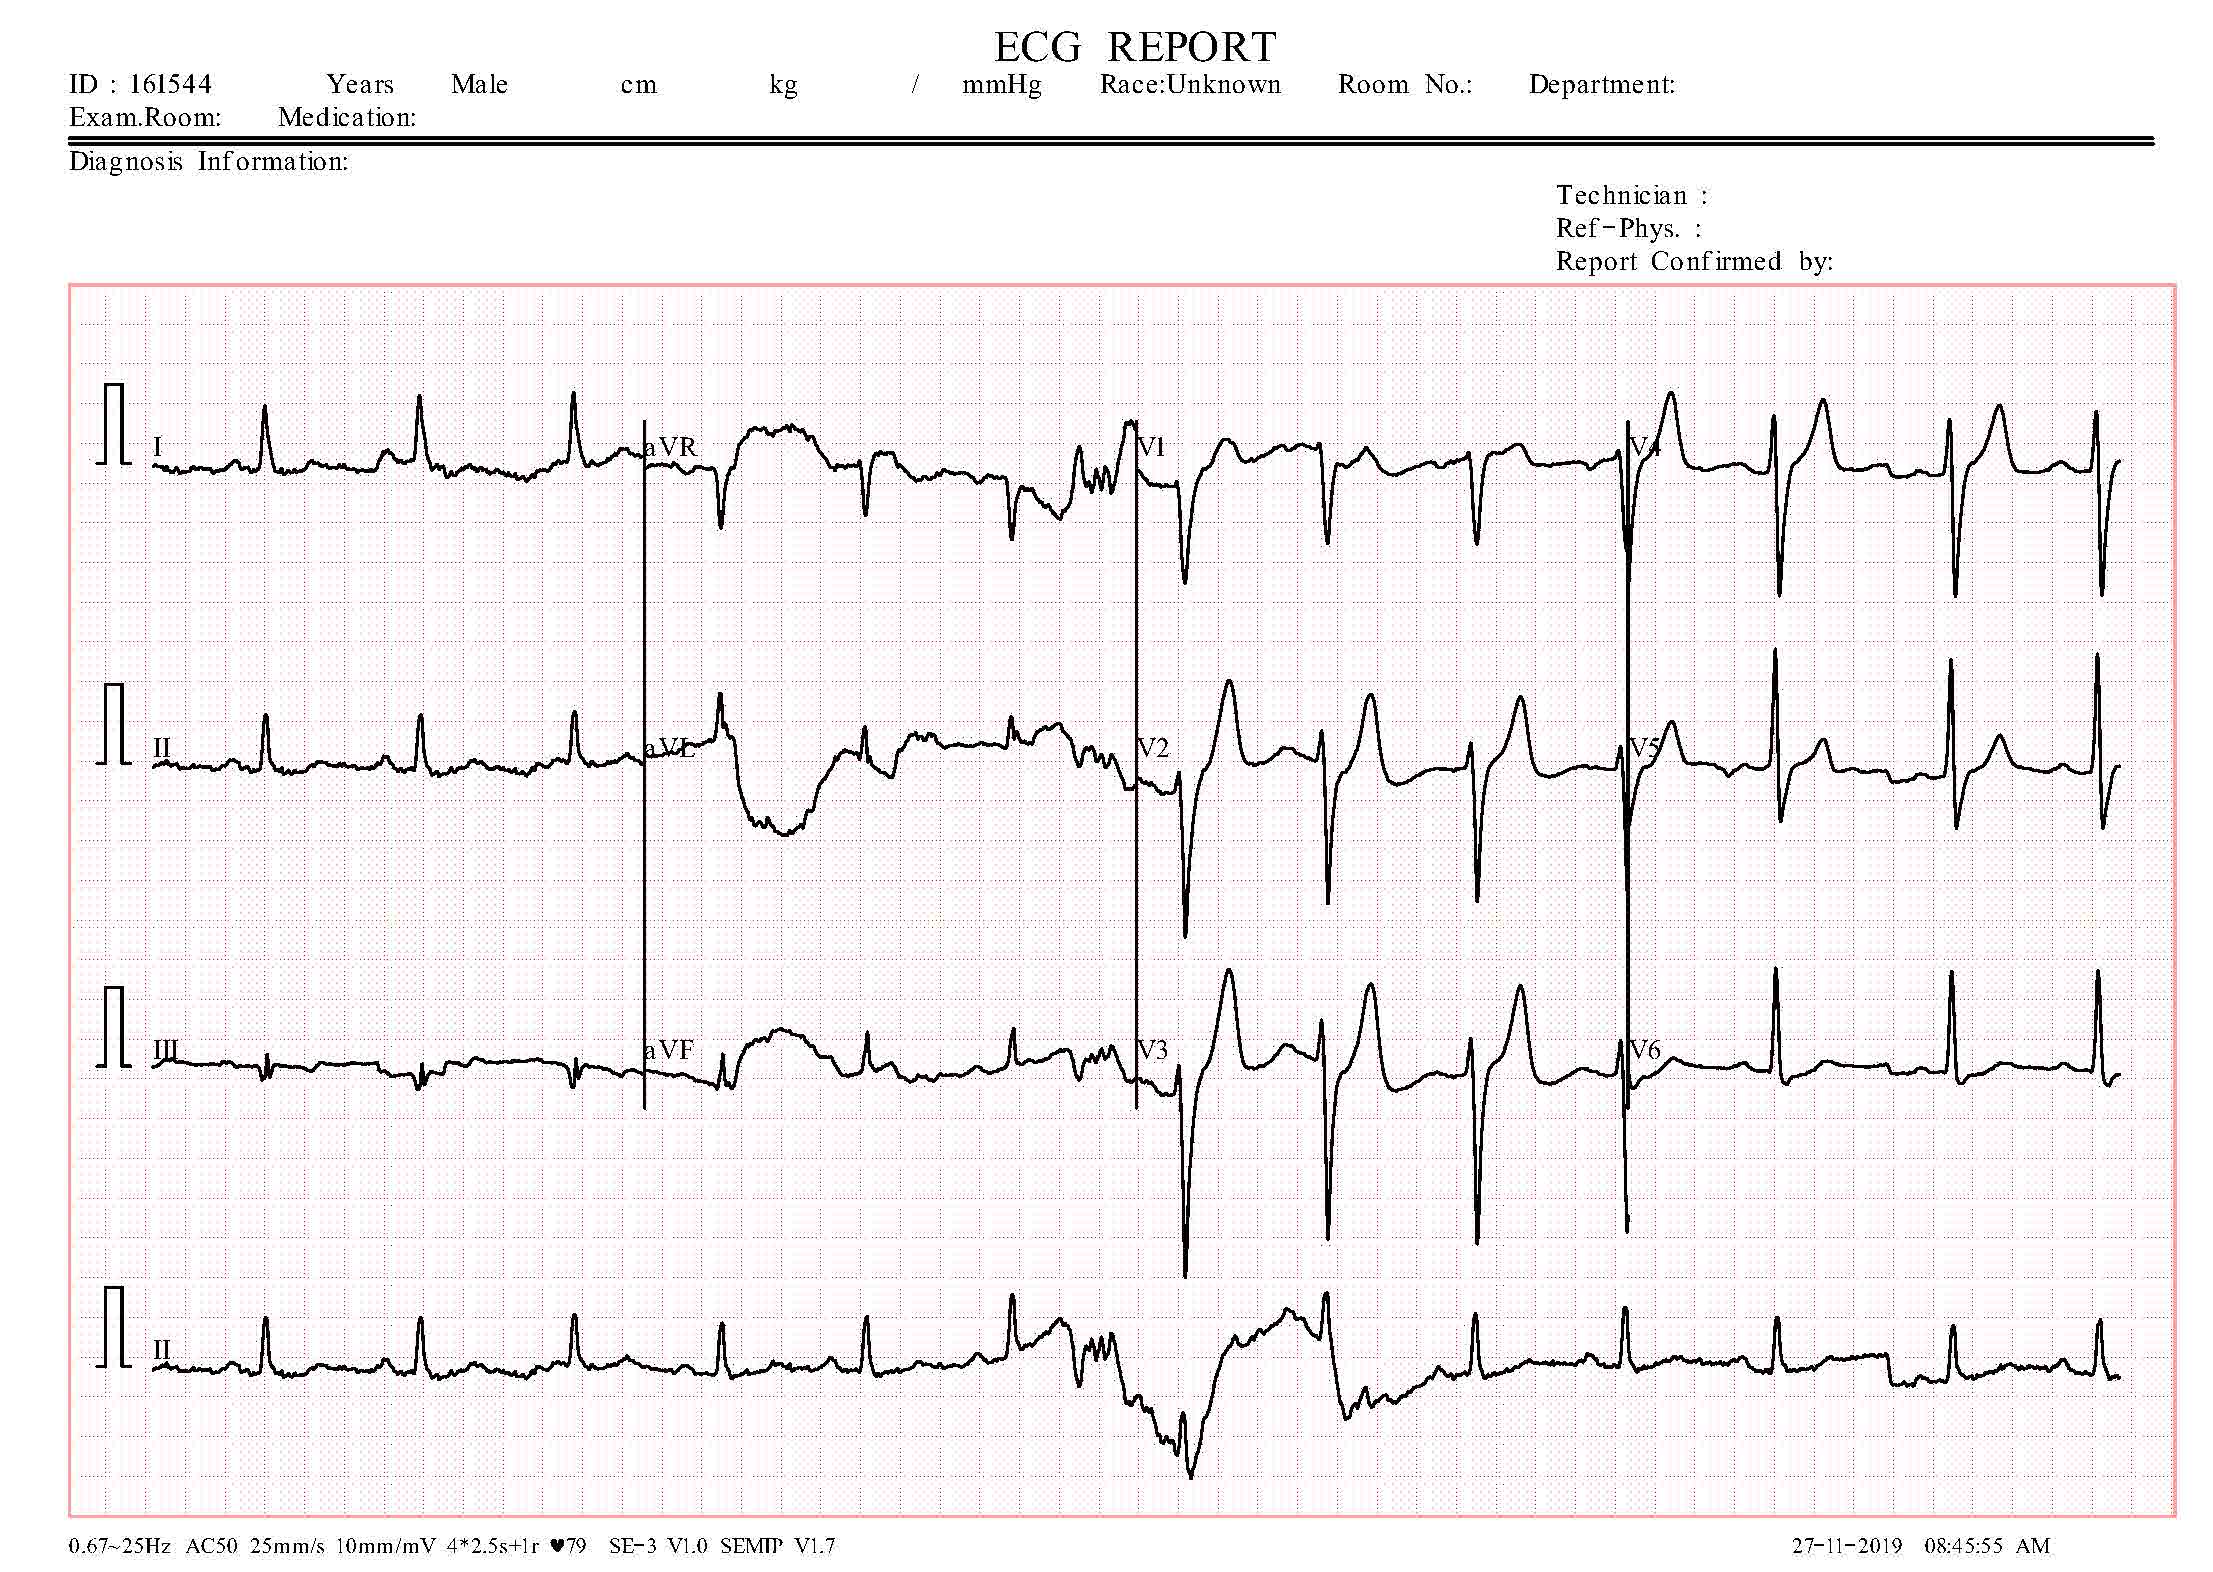 ECG REPORT
ID : 161544 Years Male cm kg / mmHg Race:Unknown Room No.: Department:
Exam.Room: Medication:
Diagnosis Information:
Technician :
Ref-Phys. :
Report Confirmed by:
I aVR V1 V4
II aVL V2 V5
III aVF V3 V6
II
0.67~25Hz AC50 25mm/s 10mm/mV 4*2.5s+1r ♥79 SE-3 V1.0 SEMIP V1.7 27-11-2019 08:45:55 AM